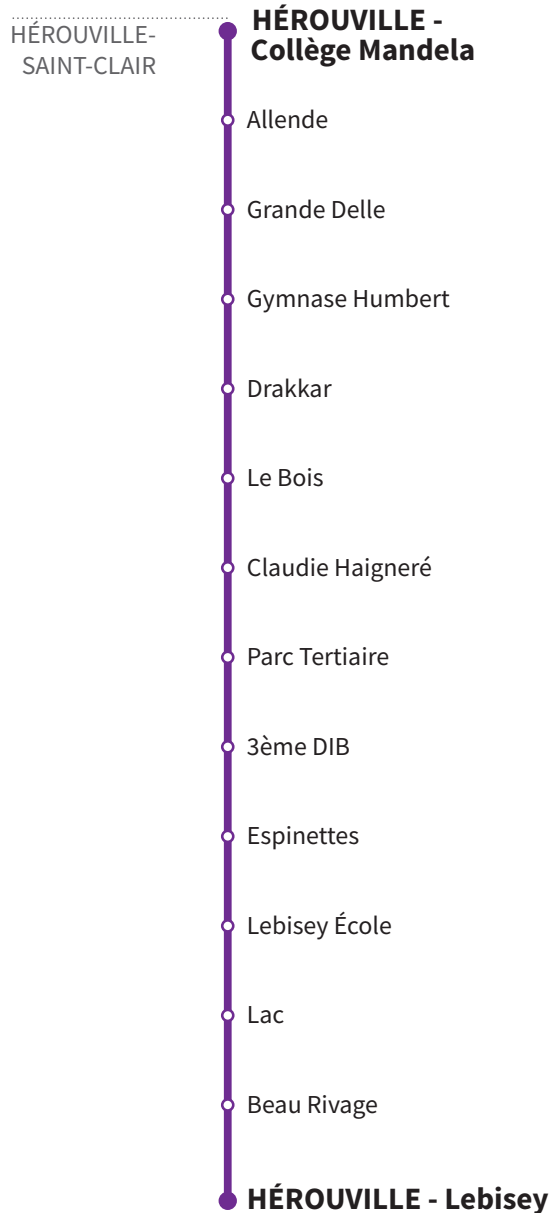 HÉROUVILLE-
SAINT-CLAIR
HÉROUVILLE -
Collège Mandela
Allende
Grande Delle
Gymnase Humbert
Drakkar
Le Bois
Claudie Haigneré
Parc Tertiaire
3ème DIB
Espinettes
Lebisey École
Lac
Beau Rivage
HÉROUVILLE - Lebisey